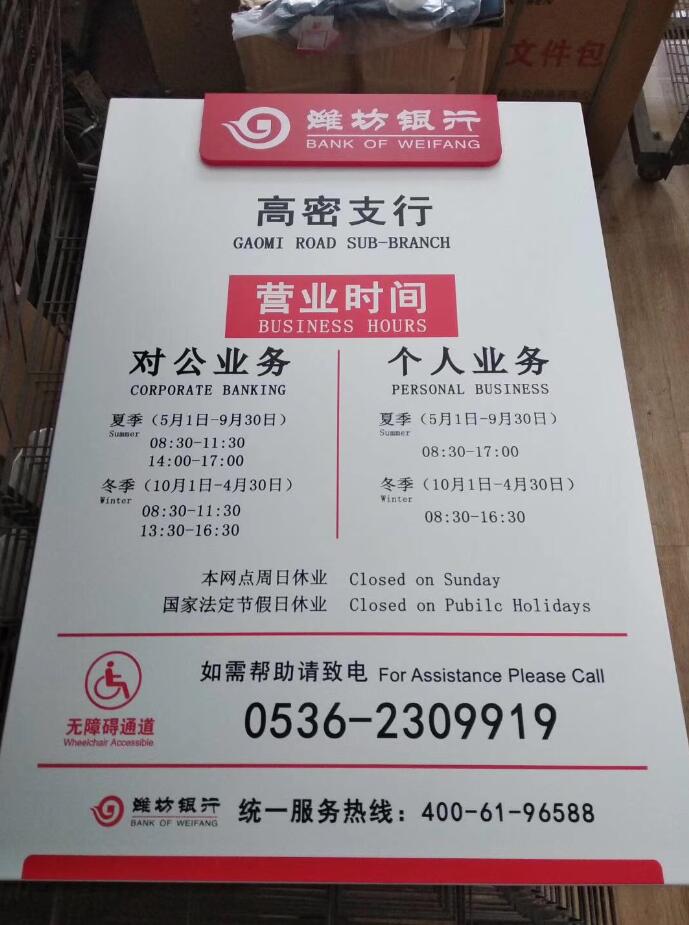 文件包
潍坊银行
BANK OF WEIFANG
高密支行
GAOMI ROAD SUB-BRANCH
营业时间
BUSINESS HOURS
对公业务
CORPORATE BANKING
夏季（5月1日-9月30日）
Summer
08:30-11:30
14:00-17:00
冬季（10月1日-4月30日）
Winter
08:30-11:30
13:30-16:30
个人业务
PERSONAL BUSINESS
夏季（5月1日-9月30日）
Summer
08:30-17:00
冬季（10月1日-4月30日）
Winter
08:30-16:30
本网点周日休业 Closed on Sunday
国家法定节假日休业 Closed on Pubilc Holidays
无障碍通道
Wheelchair Accessible
如需帮助请致电 For Assistance Please Call
0536-2309919
潍坊银行
BANK OF WEIFANG
统一服务热线：400-61-96588